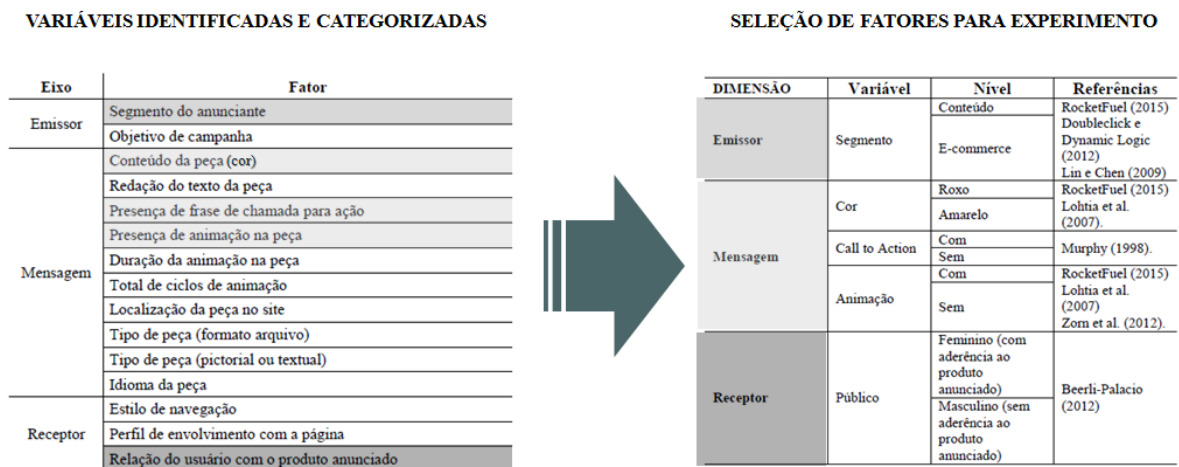 VARIÁVEIS IDENTIFICADAS E CATEGORIZADAS
Eixo Fator
Emissor
Segmento do anunciante
Objetivo de campanha
Mensagem
Conteúdo da peça (cor)
Redação do texto da peça
Presença de frase de chamada para ação
Presença de animação na peça
Duração da animação na peça
Total de ciclos de animação
Localização da peça no site
Tipo de peça (formato arquivo)
Tipo de peça (pictorial ou textual)
Idioma da peça
Receptor
Estilo de navegação
Perfil de envolvimento com a página
Relação do usuário com o produto anunciado
SELEÇÃO DE FATORES PARA EXPERIMENTO
DIMENSÃO Variável Nível Referências
Emissor
Segmento
Conteúdo
E-commerce
RocketFuel (2015)
Doubleclick e
Dynamic Logic
(2012)
Lin e Chen (2009)
Mensagem
Cor
Roxo
Amarelo
RocketFuel (2015)
Lohtia et al.
(2007).
Call to Action
Com
Sem
Murphy (1998).
Animação
Com
Sem
RocketFuel (2015)
Lohtia et al.
(2007)
Zorn et al. (2012).
Receptor
Público
Feminino (com
aderência ao
produto
anunciado)
Masculino (sem
aderência ao
produto
anunciado)
Beerli-Palacio
(2012)